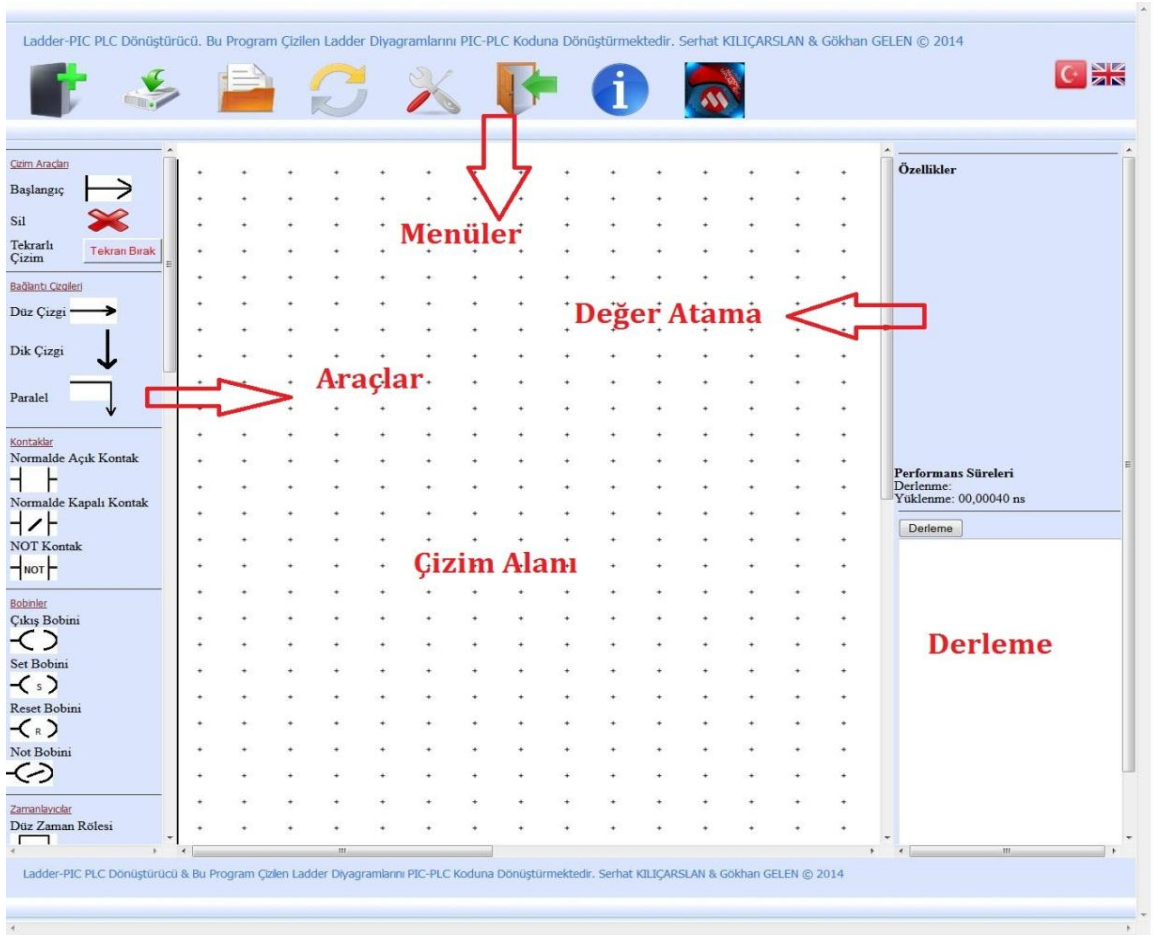 Ladder-PIC PLC Dönüştürücü. Bu Program Çizilen Ladder Diyagramlarını PIC-PLC Koduna Dönüştürmektedir. Serhat KILIÇARSLAN & Gökhan GELEN © 2014
Çizim Araçları
Başlangıç
Sil
Tekrarlı
Çizim
Tekrarı Bırak
Bağlantı Çizgileri
Düz Çizgi
Dik Çizgi
Paralel
Kontaklar
Normalde Açık Kontak
Normalde Kapalı Kontak
NOT Kontak
NOT
Bobinler
Çıkış Bobini
Set Bobini
S
Reset Bobini
R
Not Bobini
Zamanlayıcılar
Düz Zaman Rölesi
Menüler
Değer Atama
Araçlar
Çizim Alanı
Özellikler
Performans Süreleri
Derlenme:
Yüklenme: 00,00040 ns
Derleme
Derleme
Ladder-PIC PLC Dönüştürücü & Bu Program Çizilen Ladder Diyagramlarını PIC-PLC Koduna Dönüştürmektedir. Serhat KILIÇARSLAN & Gökhan GELEN © 2014